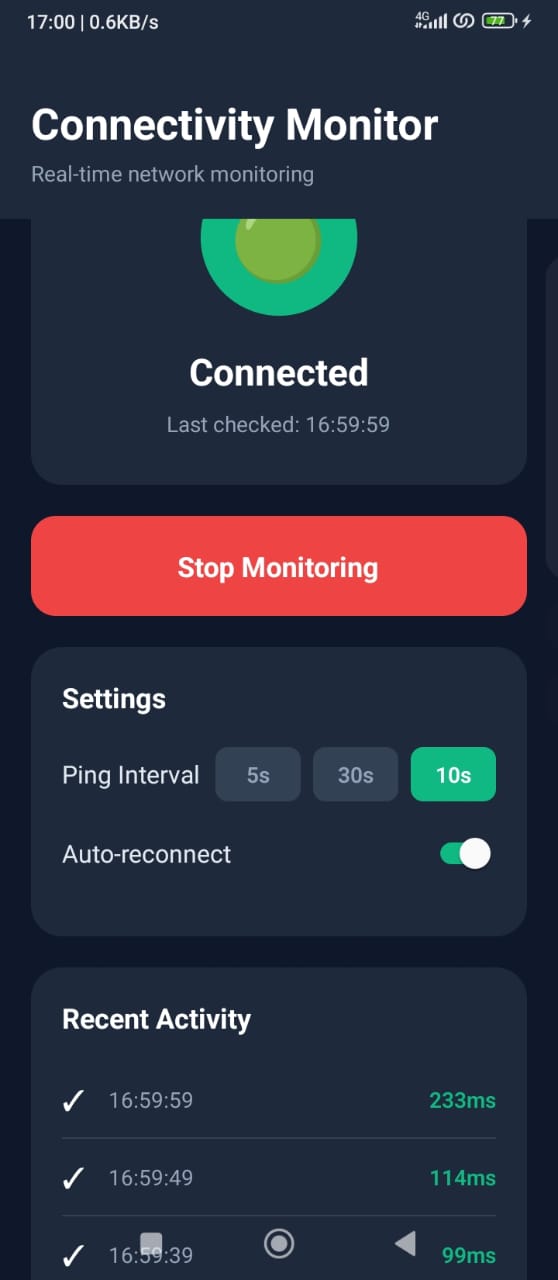 17:00 | 0.6KB/s
4G
77
Connectivity Monitor
Real-time network monitoring
Connected
Last checked: 16:59:59
Stop Monitoring
Settings
Ping Interval 5s 30s 10s
Auto-reconnect
Recent Activity
✓ 16:59:59 233ms
✓ 16:59:49 114ms
✓ 16:59:39 99ms